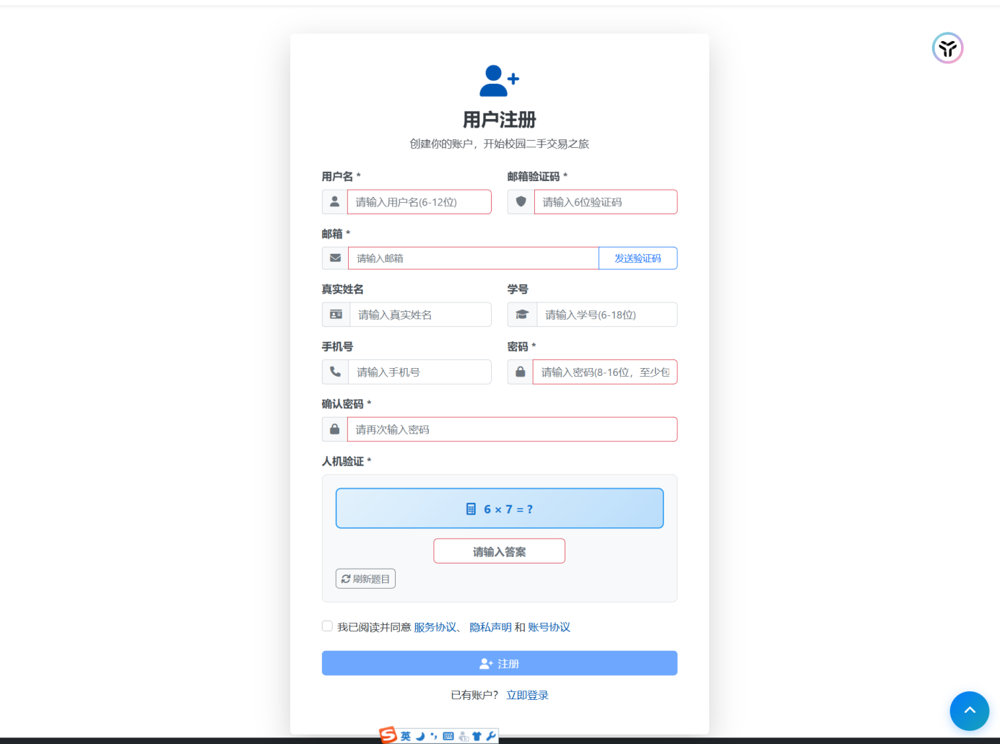 用户注册
创建你的账户，开始校园二手交易之旅
用户名 *
邮箱验证码 *
请输入用户名(6-12位)
请输入6位验证码
邮箱 *
请输入邮箱
发送验证码
真实姓名
学号
请输入真实姓名
请输入学号(6-18位)
手机号
密码 *
请输入手机号
请输入密码(8-16位，至少包
确认密码 *
请再次输入密码
人机验证 *
6 × 7 = ?
请输入答案
刷新题目
我已阅读并同意 服务协议、 隐私声明 和 账号协议
注册
已有账户？ 立即登录
S 英